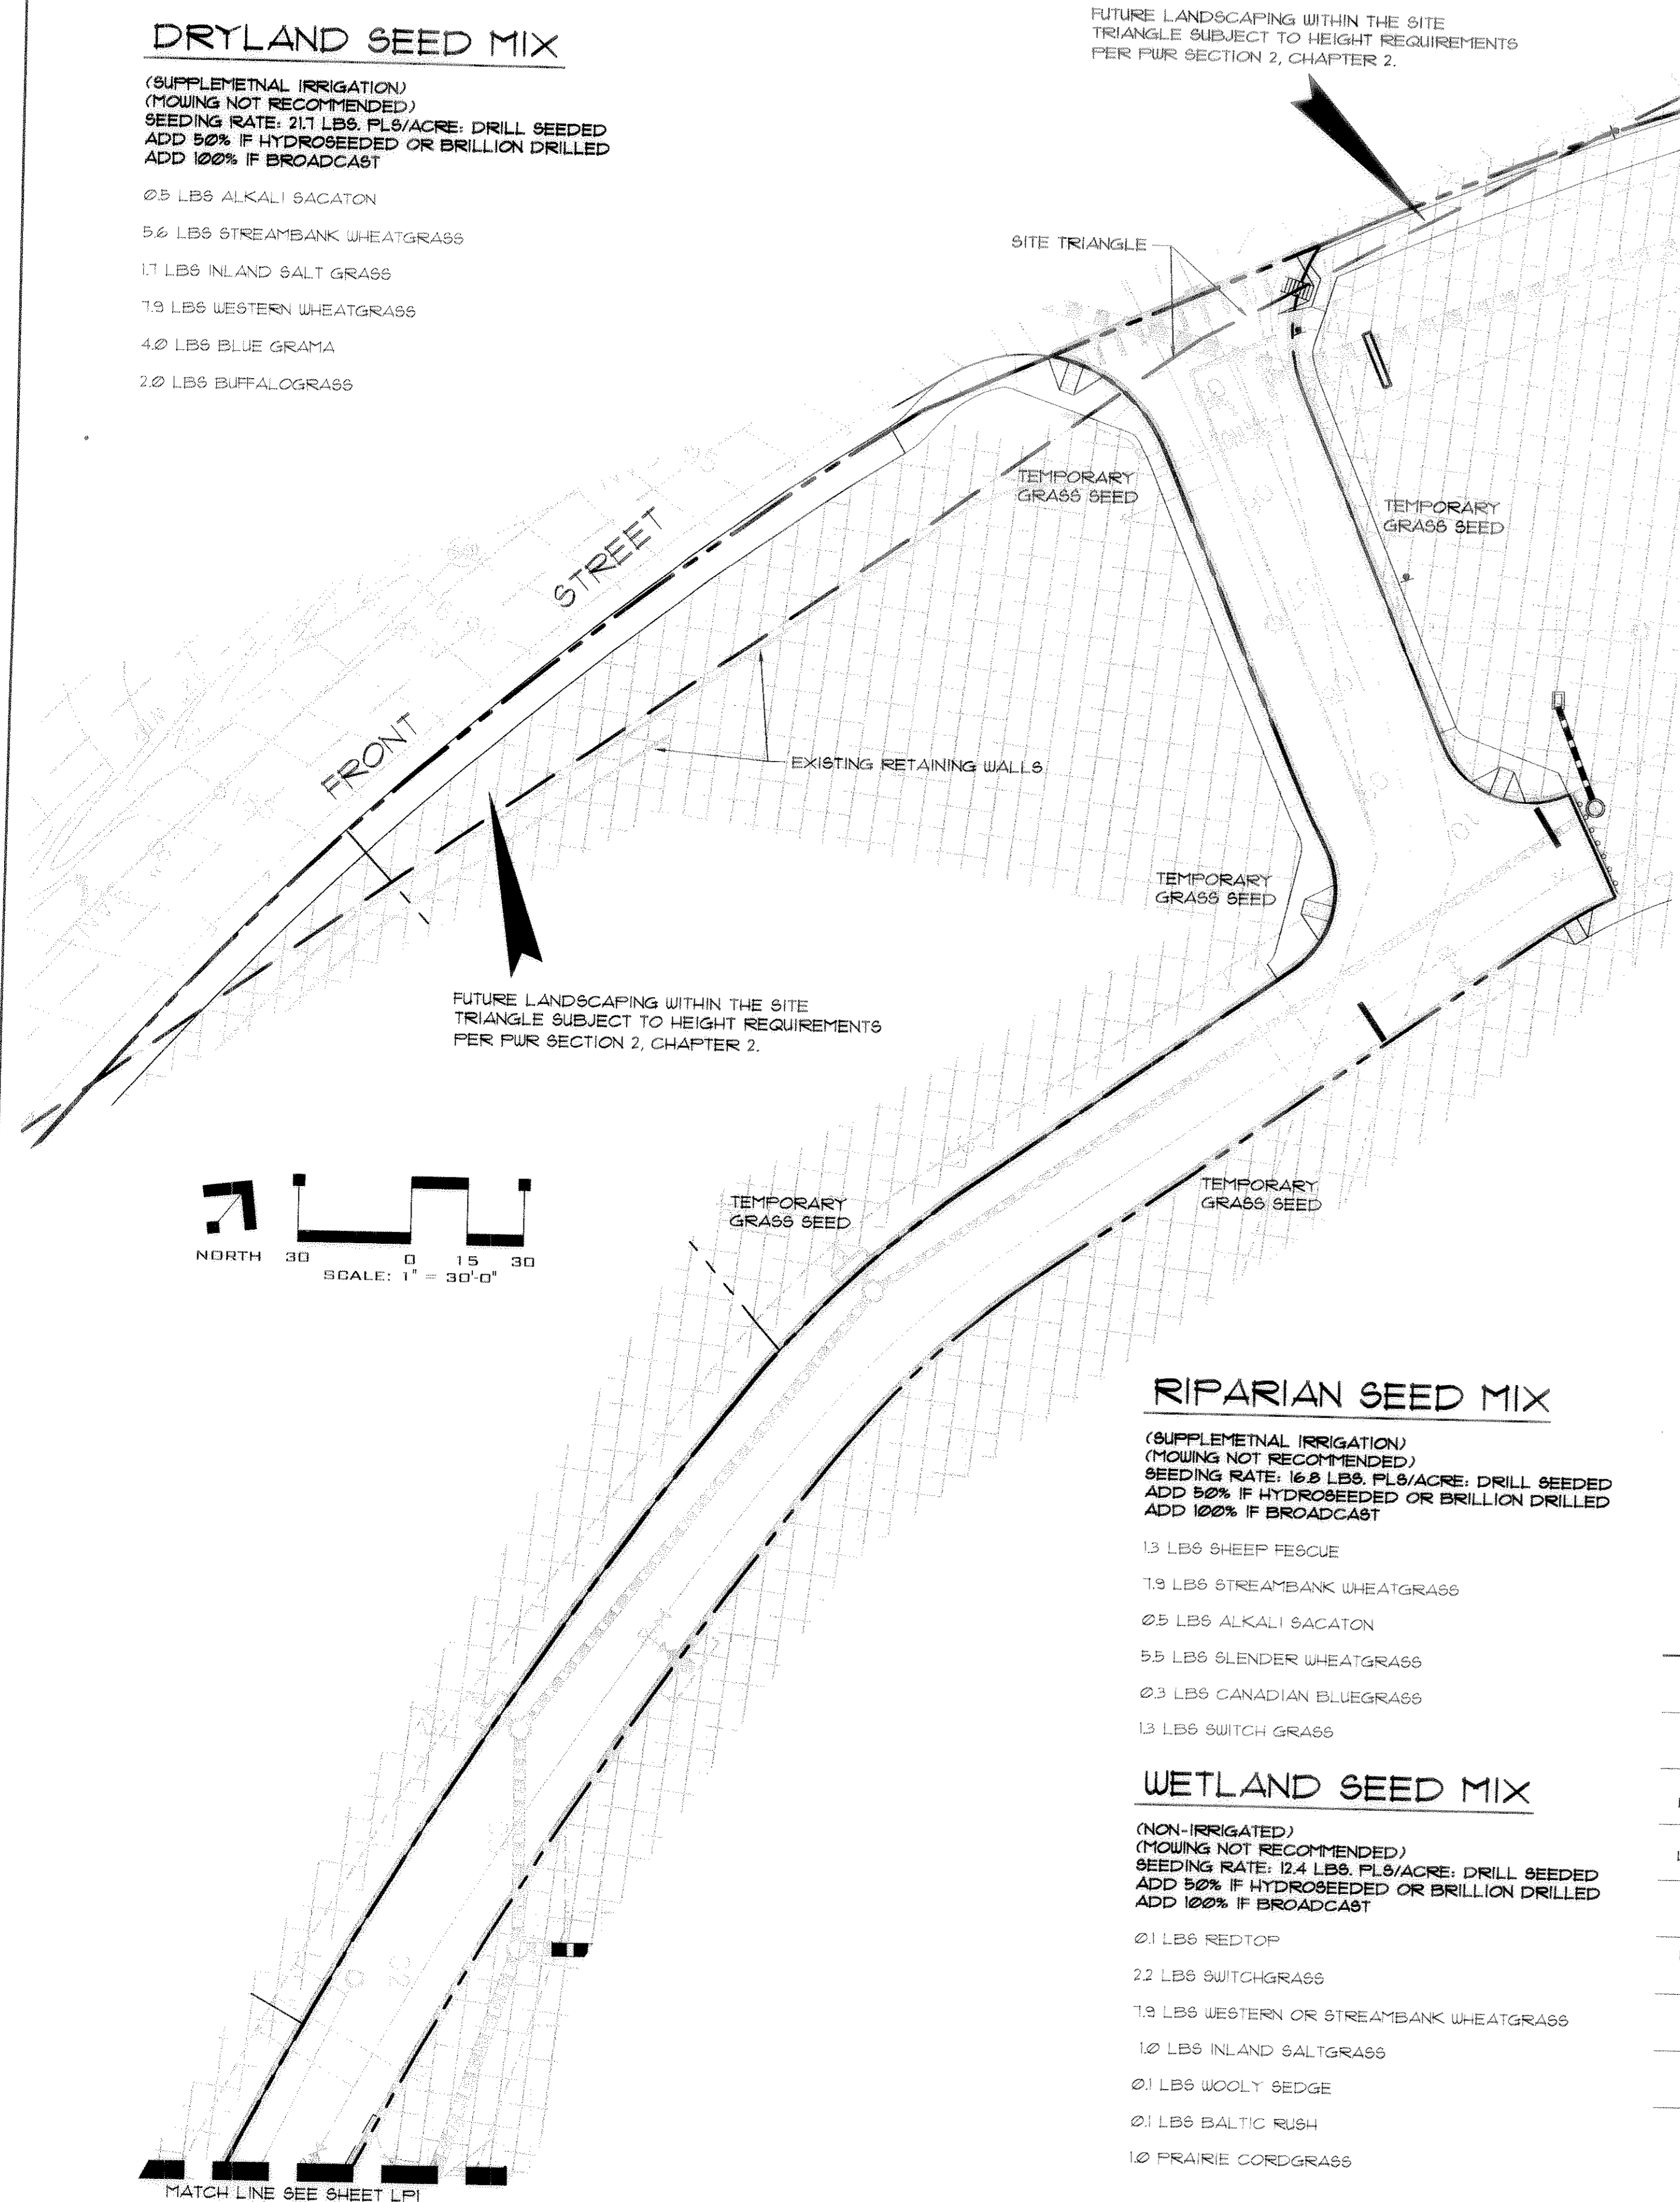 DRYLAND SEED MIX
(SUPPLEMETNAL IRRIGATION)
(MOWING NOT RECOMMENDED)
SEEDING RATE: 21.7 LBS. PLS/ACRE: DRILL SEEDED
ADD 50% IF HYDROSEEDED OR BRILLION DRILLED
ADD 100% IF BROADCAST
0.5 LBS ALKALI SACATON
5.6 LBS STREAMBANK WHEATGRASS
1.7 LBS INLAND SALT GRASS
7.9 LBS WESTERN WHEATGRASS
4.0 LBS BLUE GRAMA
2.0 LBS BUFFALOGRASS
FUTURE LANDSCAPING WITHIN THE SITE
TRIANGLE SUBJECT TO HEIGHT REQUIREMENTS
PER PWR SECTION 2, CHAPTER 2.
SITE TRIANGLE
TEMPORARY
GRASS SEED
TEMPORARY
GRASS SEED
FRONT STREET
EXISTING RETAINING WALLS
TEMPORARY
GRASS SEED
FUTURE LANDSCAPING WITHIN THE SITE
TRIANGLE SUBJECT TO HEIGHT REQUIREMENTS
PER PWR SECTION 2, CHAPTER 2.
TEMPORARY
GRASS SEED
TEMPORARY
GRASS SEED
NORTH 30 0 15 30
SCALE: 1" = 30'-0"
RIPARIAN SEED MIX
(SUPPLEMETNAL IRRIGATION)
(MOWING NOT RECOMMENDED)
SEEDING RATE: 16.8 LBS. PLS/ACRE: DRILL SEEDED
ADD 50% IF HYDROSEEDED OR BRILLION DRILLED
ADD 100% IF BROADCAST
1.3 LBS SHEEP FESCUE
7.9 LBS STREAMBANK WHEATGRASS
0.5 LBS ALKALI SACATON
5.5 LBS SLENDER WHEATGRASS
0.3 LBS CANADIAN BLUEGRASS
1.3 LBS SWITCH GRASS
WETLAND SEED MIX
(NON-IRRIGATED)
(MOWING NOT RECOMMENDED)
SEEDING RATE: 12.4 LBS. PLS/ACRE: DRILL SEEDED
ADD 50% IF HYDROSEEDED OR BRILLION DRILLED
ADD 100% IF BROADCAST
0.1 LBS REDTOP
2.2 LBS SWITCHGRASS
7.9 LBS WESTERN OR STREAMBANK WHEATGRASS
1.0 LBS INLAND SALTGRASS
0.1 LBS WOOLY SEDGE
0.1 LBS BALTIC RUSH
1.0 PRAIRIE CORDGRASS
MATCH LINE SEE SHEET LP1